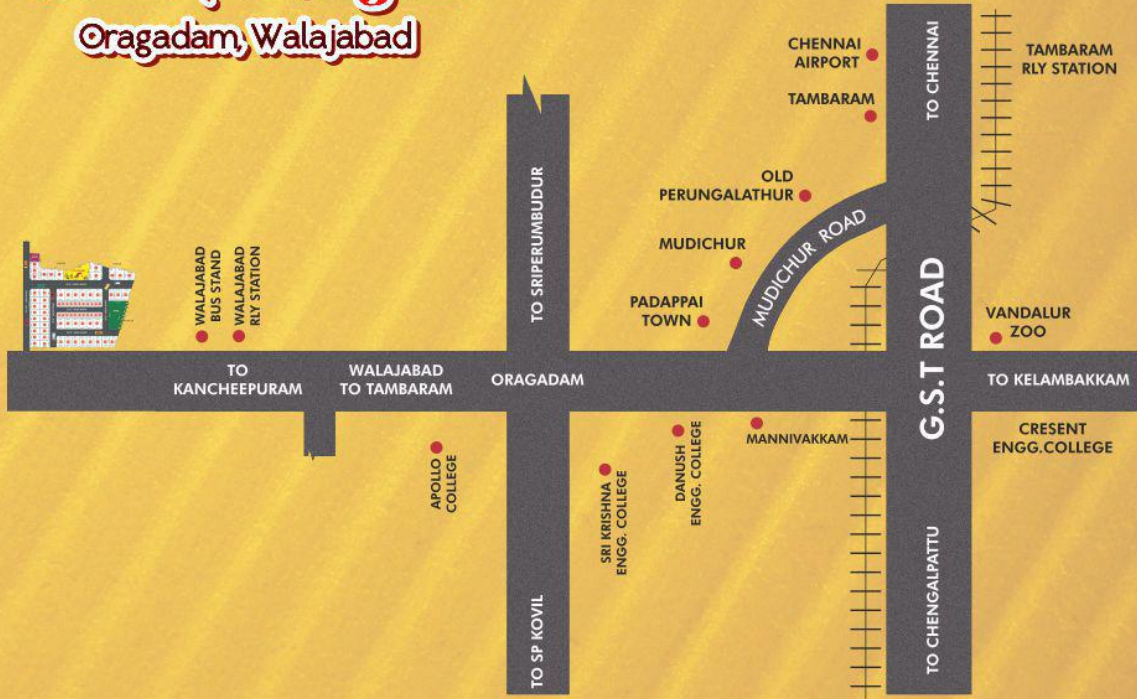 Oragadam, Walajabad
CHENNAI
AIRPORT
TAMBARAM
TO CHENNAI
TAMBARAM
RLY STATION
OLD
PERUNGALATHUR
MUDICHUR
MUDICHUR ROAD
PADAPPAI
TOWN
TO SRIPERUMBUDUR
WALAJABAD
BUS STAND
WALAJABAD
RLY STATION
G.S.T ROAD
VANDALUR
ZOO
TO
KANCHEEPURAM
WALAJABAD
TO TAMBARAM
ORAGADAM
TO KELAMBAKKAM
APOLLO
COLLEGE
SRI KRISHNA
ENGG. COLLEGE
DANUSH
ENGG. COLLEGE
MANNIVAKKAM
CRESENT
ENGG.COLLEGE
TO SP KOVIL
TO CHENGALPATTU